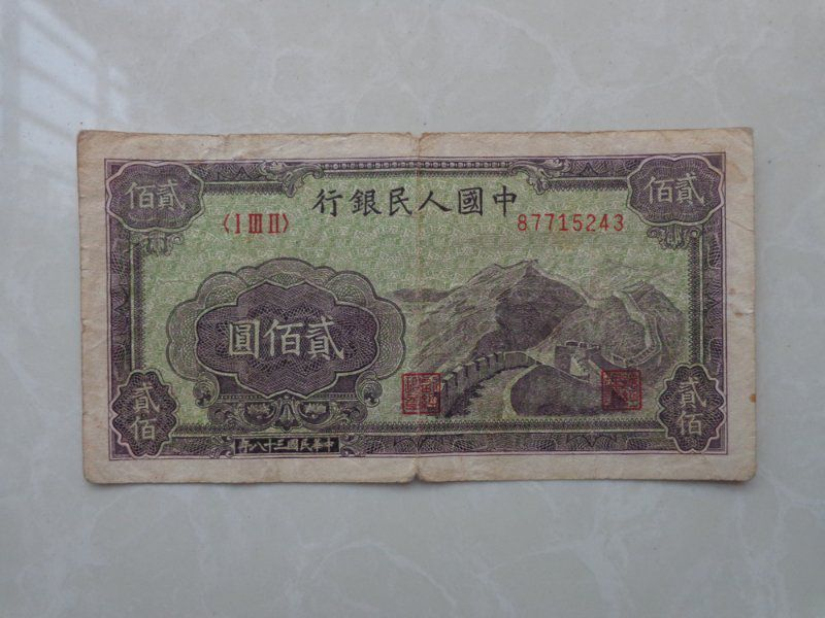 貳佰
中國人民銀行
貳佰
〈I III II〉
87715243
貳佰圓
貳佰
貳佰
中華民國三十八年